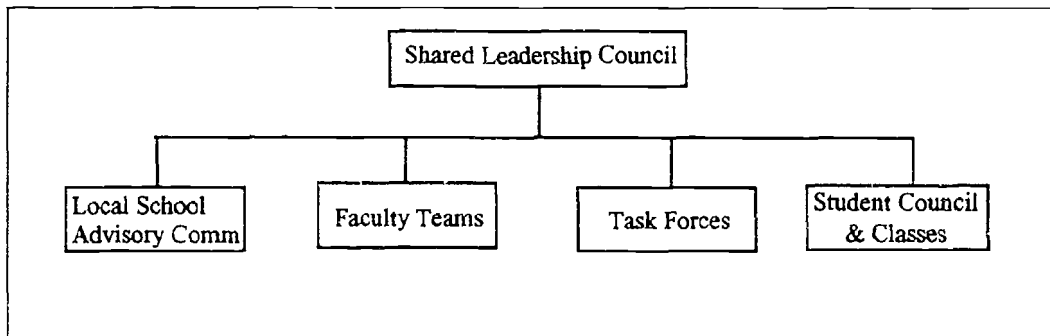 Shared Leadership Council
Local School
Advisory Comm
Faculty Teams
Task Forces
Student Council
& Classes